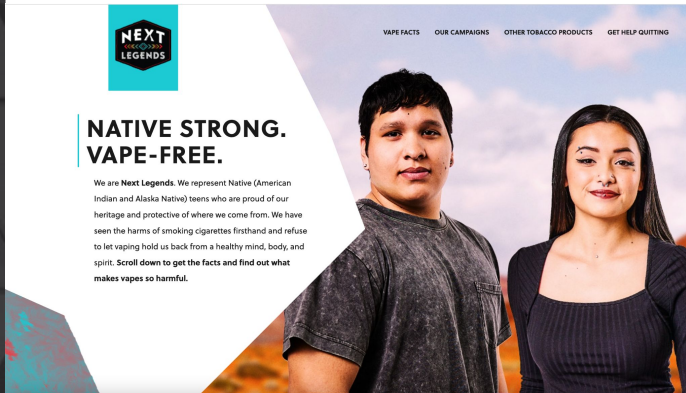 NEXT
LEGENDS
VAPE FACTS OUR CAMPAIGNS OTHER TOBACCO PRODUCTS GET HELP QUITTING
NATIVE STRONG.
VAPE-FREE.
We are Next Legends. We represent Native (American
Indian and Alaska Native) teens who are proud of our
heritage and protective of where we come from. We have
seen the harms of smoking cigarettes firsthand and refuse
to let vaping hold us back from a healthy mind, body, and
spirit. Scroll down to get the facts and find out what
makes vapes so harmful.